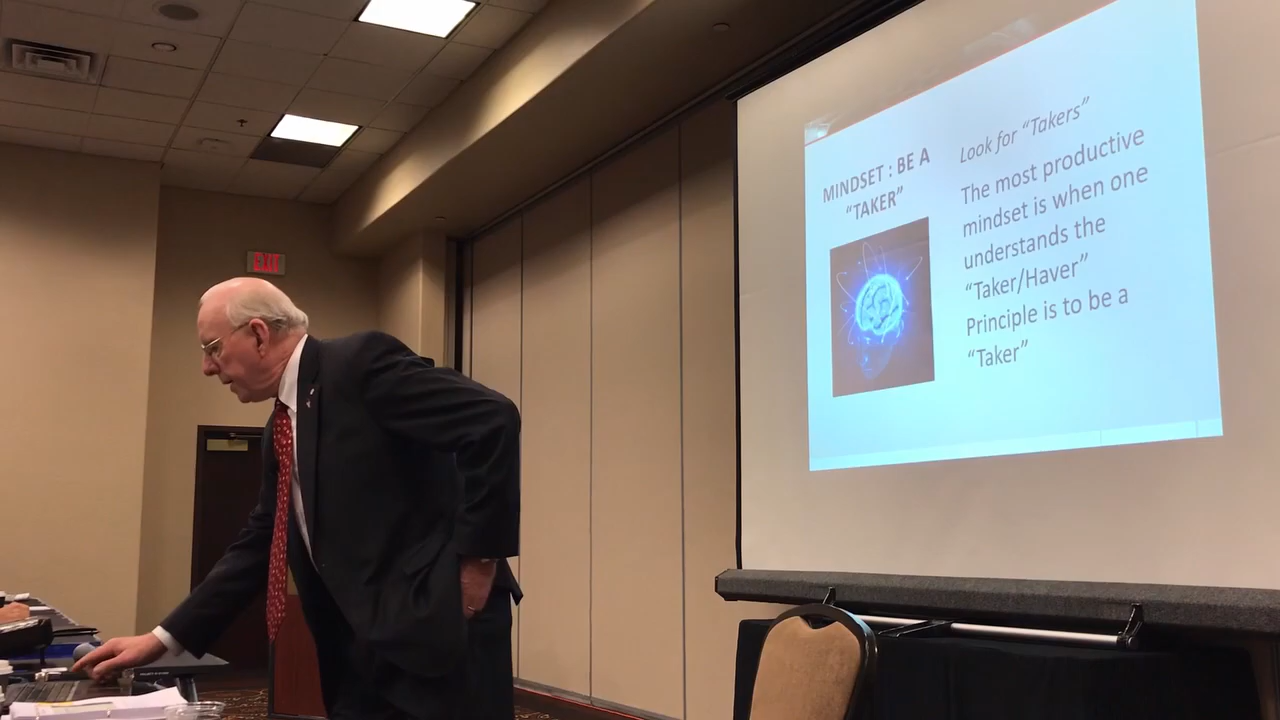 EXIT
MINDSET : BE A
“TAKER”
Look for “Takers”
The most productive
mindset is when one
understands the
“Taker/Haver”
Principle is to be a
“Taker”